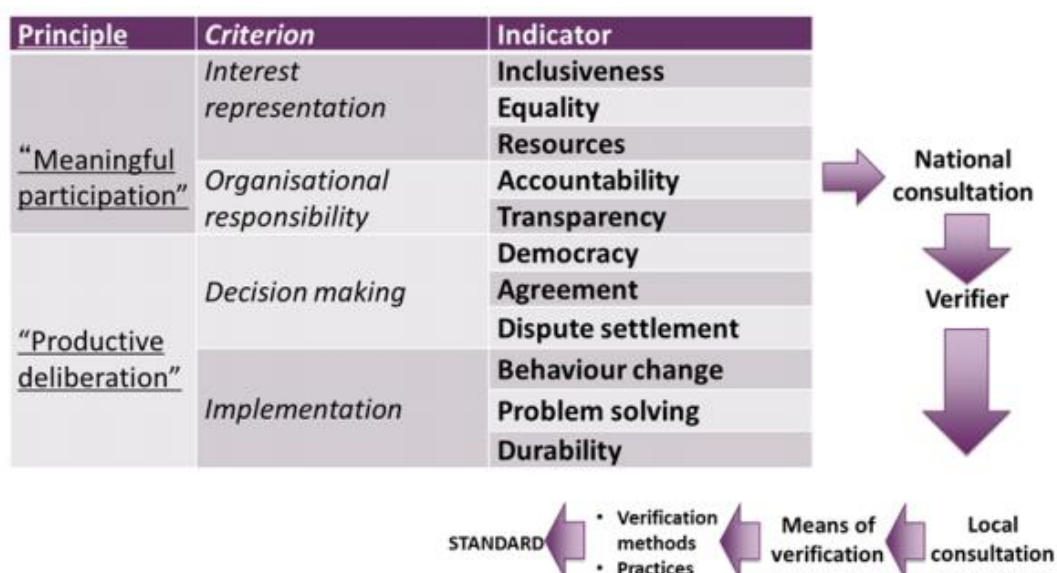 Principle Criterion Indicator
"Meaningful
participation"
Interest
representation
Inclusiveness
Equality
Resources
Organisational
responsibility
Accountability
Transparency
"Productive
deliberation"
Decision making
Democracy
Agreement
Dispute settlement
Implementation
Behaviour change
Problem solving
Durability
National
consultation
Verifier
Local
consultation
Means of
verification
• Verification
methods
• Practices
STANDARD